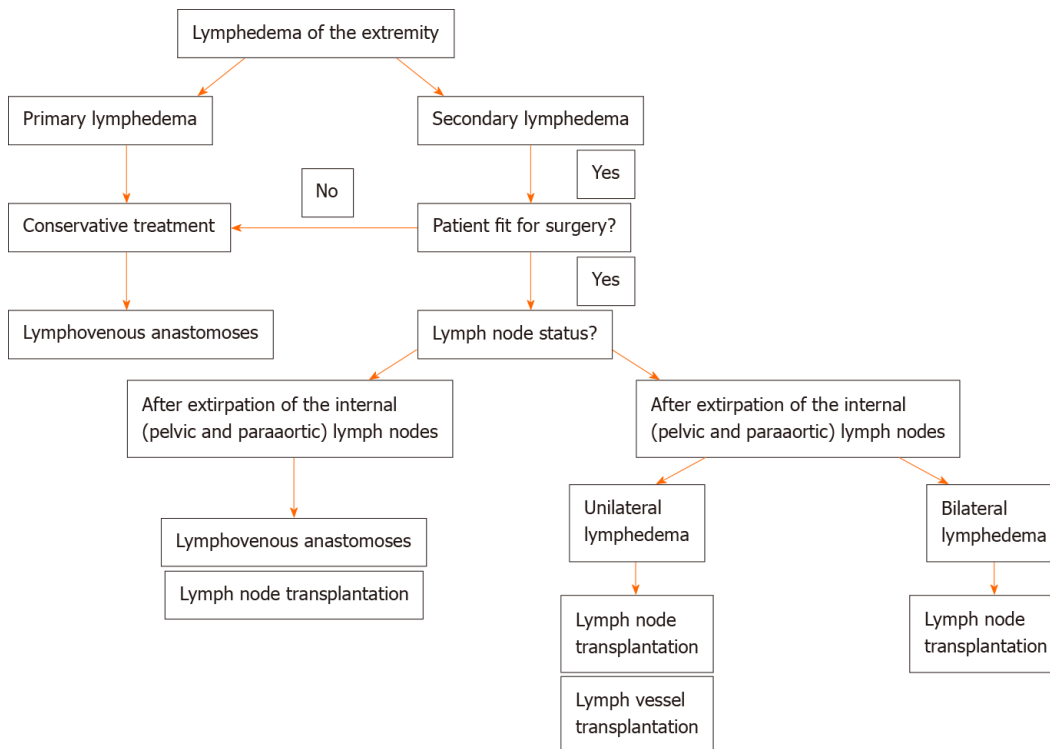 Lymphedema of the extremity
Primary lymphedema
Secondary lymphedema
Yes
No
Conservative treatment
Patient fit for surgery?
Yes
Lymphovenous anastomoses
Lymph node status?
After extirpation of the internal
(pelvic and paraaortic) lymph nodes
After extirpation of the internal
(pelvic and paraaortic) lymph nodes
Lymphovenous anastomoses
Lymph node transplantation
Unilateral
lymphedema
Bilateral
lymphedema
Lymph node
transplantation
Lymph node
transplantation
Lymph vessel
transplantation